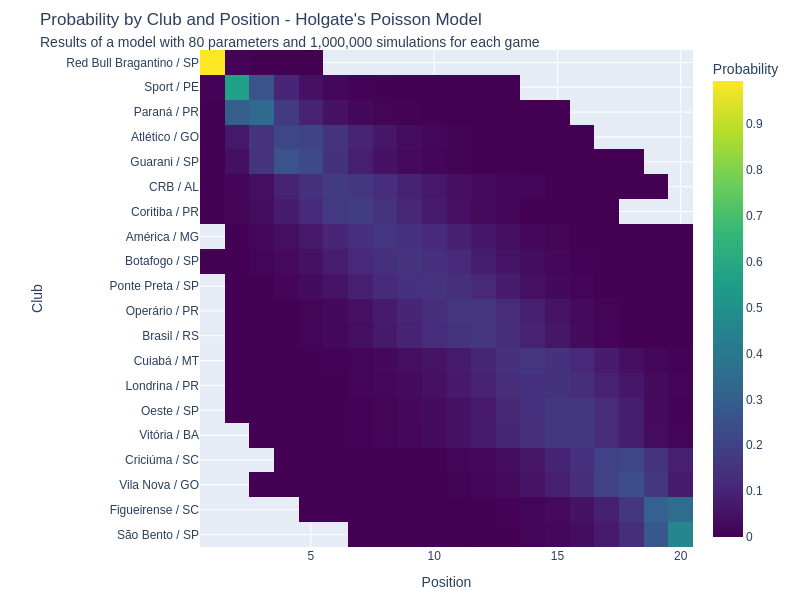 Probability by Club and Position - Holgate's Poisson Model
Results of a model with 80 parameters and 1,000,000 simulations for each game
Probability
Red Bull Bragantino / SP
Sport / PE
Paraná / PR
Atlético / GO
Guarani / SP
CRB / AL
Coritiba / PR
América / MG
Botafogo / SP
Ponte Preta / SP
Operário / PR
Brasil / RS
Cuiabá / MT
Londrina / PR
Oeste / SP
Vitória / BA
Criciúma / SC
Vila Nova / GO
Figueirense / SC
São Bento / SP
Club
5
10
15
20
Position
0.9
0.8
0.7
0.6
0.5
0.4
0.3
0.2
0.1
0